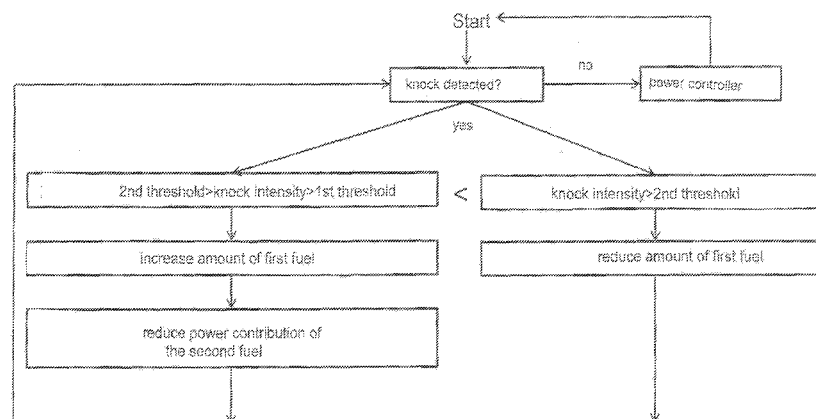 Start
no
knock detected?
power controller
yes
2nd threshold>knock intensity>1st threshold
<
knock intensity>2nd threshold
increase amount of first fuel
reduce amount of first fuel
reduce power contribution of
the second fuel